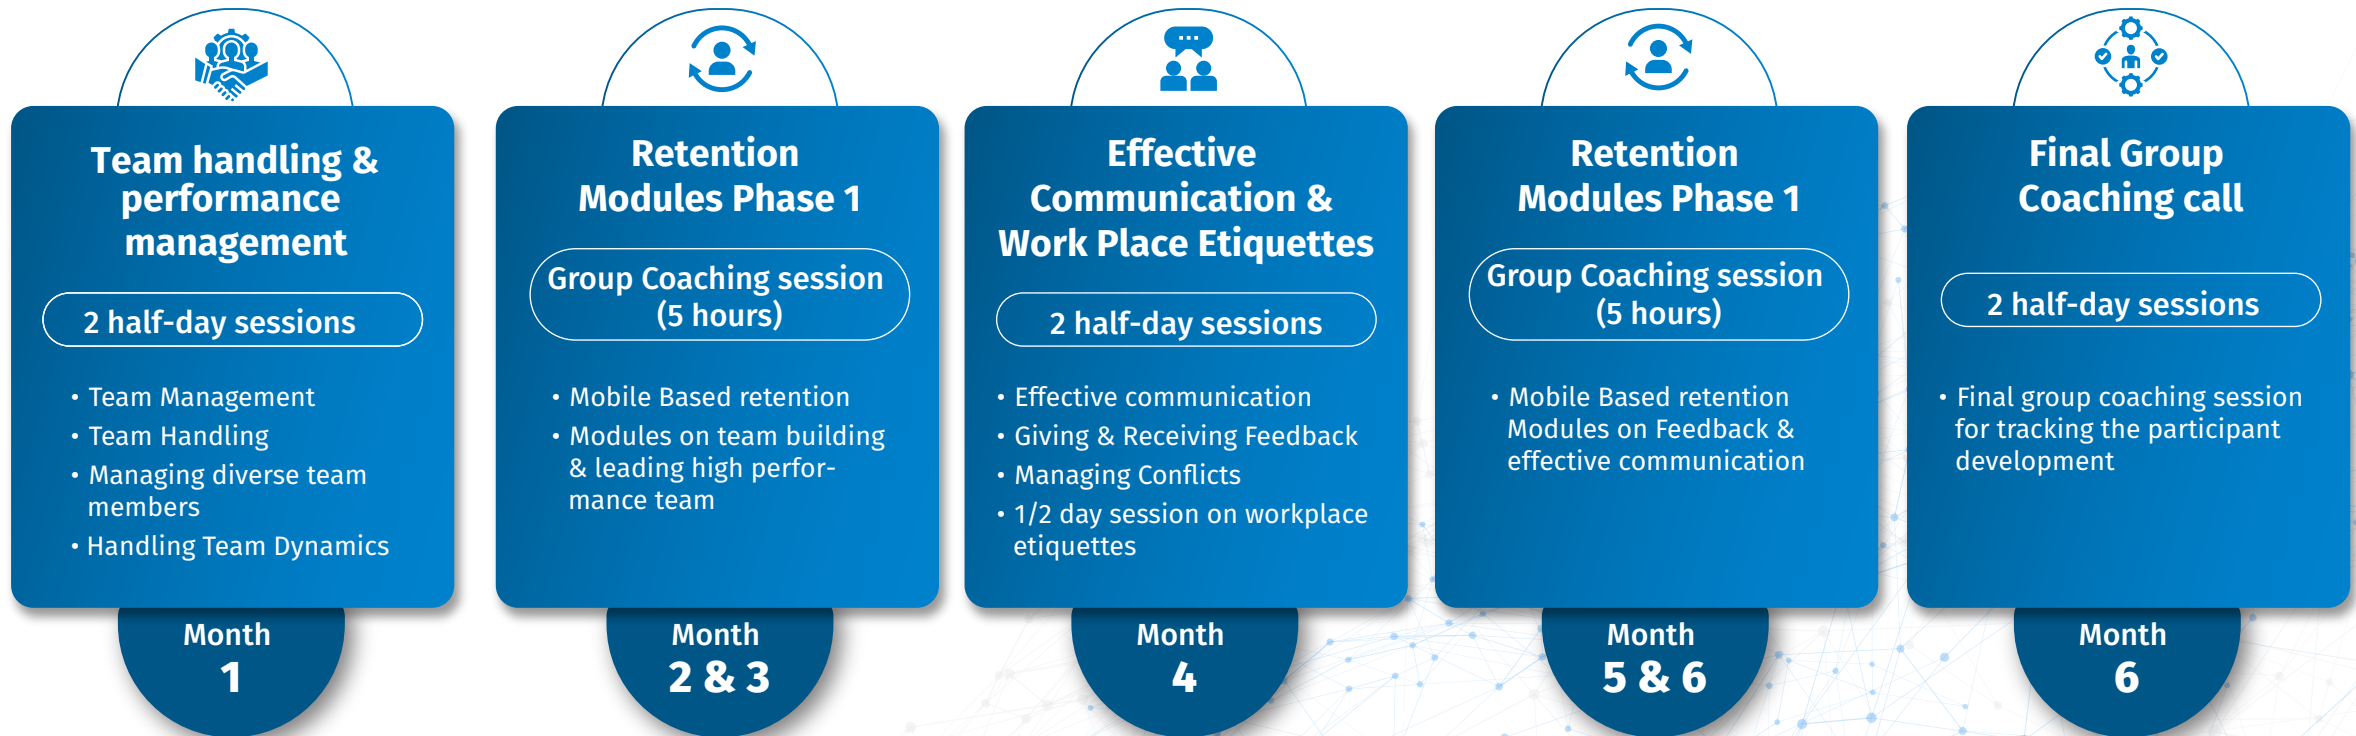 Team handling &
performance
management
2 half-day sessions
• Team Management
• Team Handling
• Managing diverse team
members
• Handling Team Dynamics
Month
1
Retention
Modules Phase 1
Group Coaching session
(5 hours)
• Mobile Based retention
• Modules on team building
& leading high perfor-
mance team
Month
2 & 3
Effective
Communication &
Work Place Etiquettes
2 half-day sessions
• Effective communication
• Giving & Receiving Feedback
• Managing Conflicts
• 1/2 day session on workplace
etiquettes
Month
4
Retention
Modules Phase 1
Group Coaching session
(5 hours)
• Mobile Based retention
Modules on Feedback &
effective communication
Month
5 & 6
Final Group
Coaching call
2 half-day sessions
• Final group coaching session
for tracking the participant
development
Month
6